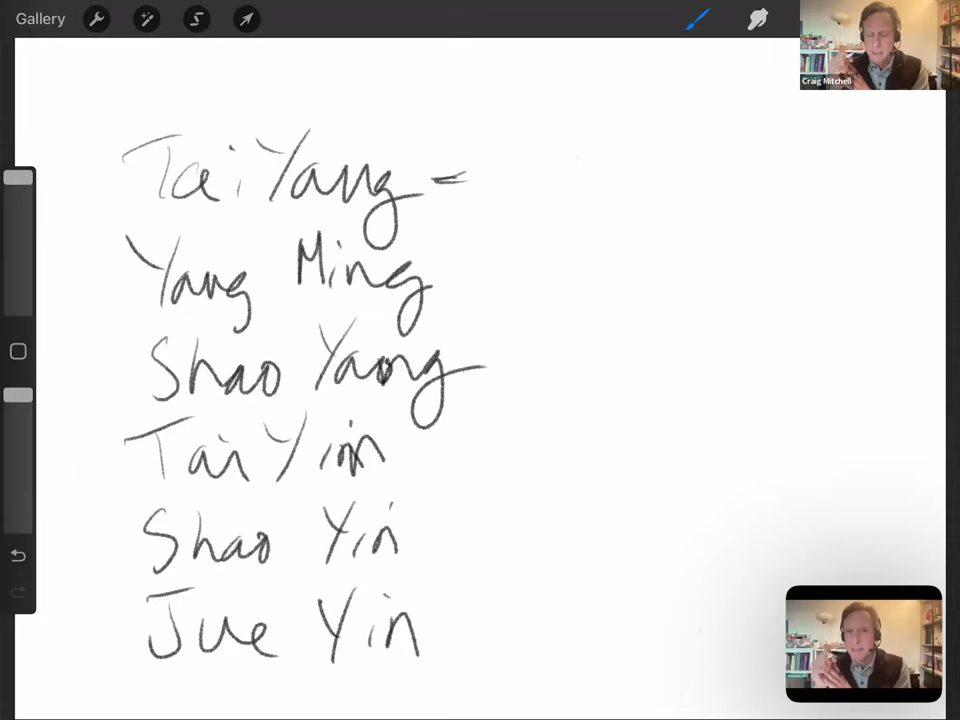 Gallery
Craig Mitchell
Tai Yang =
Yang Ming
Shao Yang
Tai Yin
Shao Yin
Jue Yin